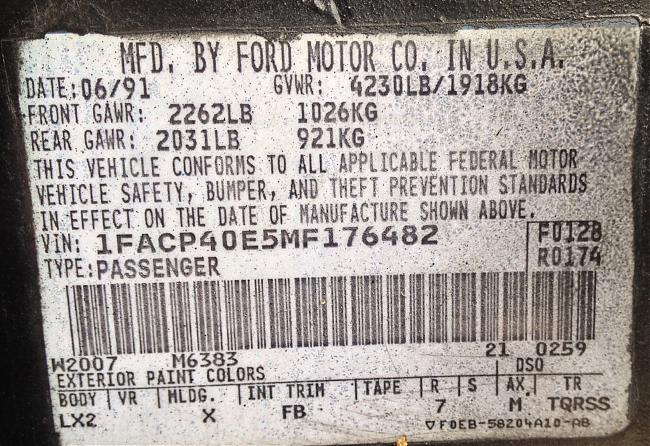 MFD. BY FORD MOTOR CO. IN U.S.A.
DATE: 06/91 GVWR: 4230LB/1918KG
FRONT GAWR: 2262LB 1026KG
REAR GAWR: 2031LB 921KG
THIS VEHICLE CONFORMS TO ALL APPLICABLE FEDERAL MOTOR
VEHICLE SAFETY, BUMPER, AND THEFT PREVENTION STANDARDS
IN EFFECT ON THE DATE OF MANUFACTURE SHOWN ABOVE.
VIN: 1FACP40E5MF176482 F0128
TYPE: PASSENGER R0174
W2007 M6383 21 0259
EXTERIOR PAINT COLORS DSO
BODY VR MLDG. INT TRIM TAPE R S AX TR
LX2 X FB 7 M TQRSS
▽F0EB-58204A10-AB